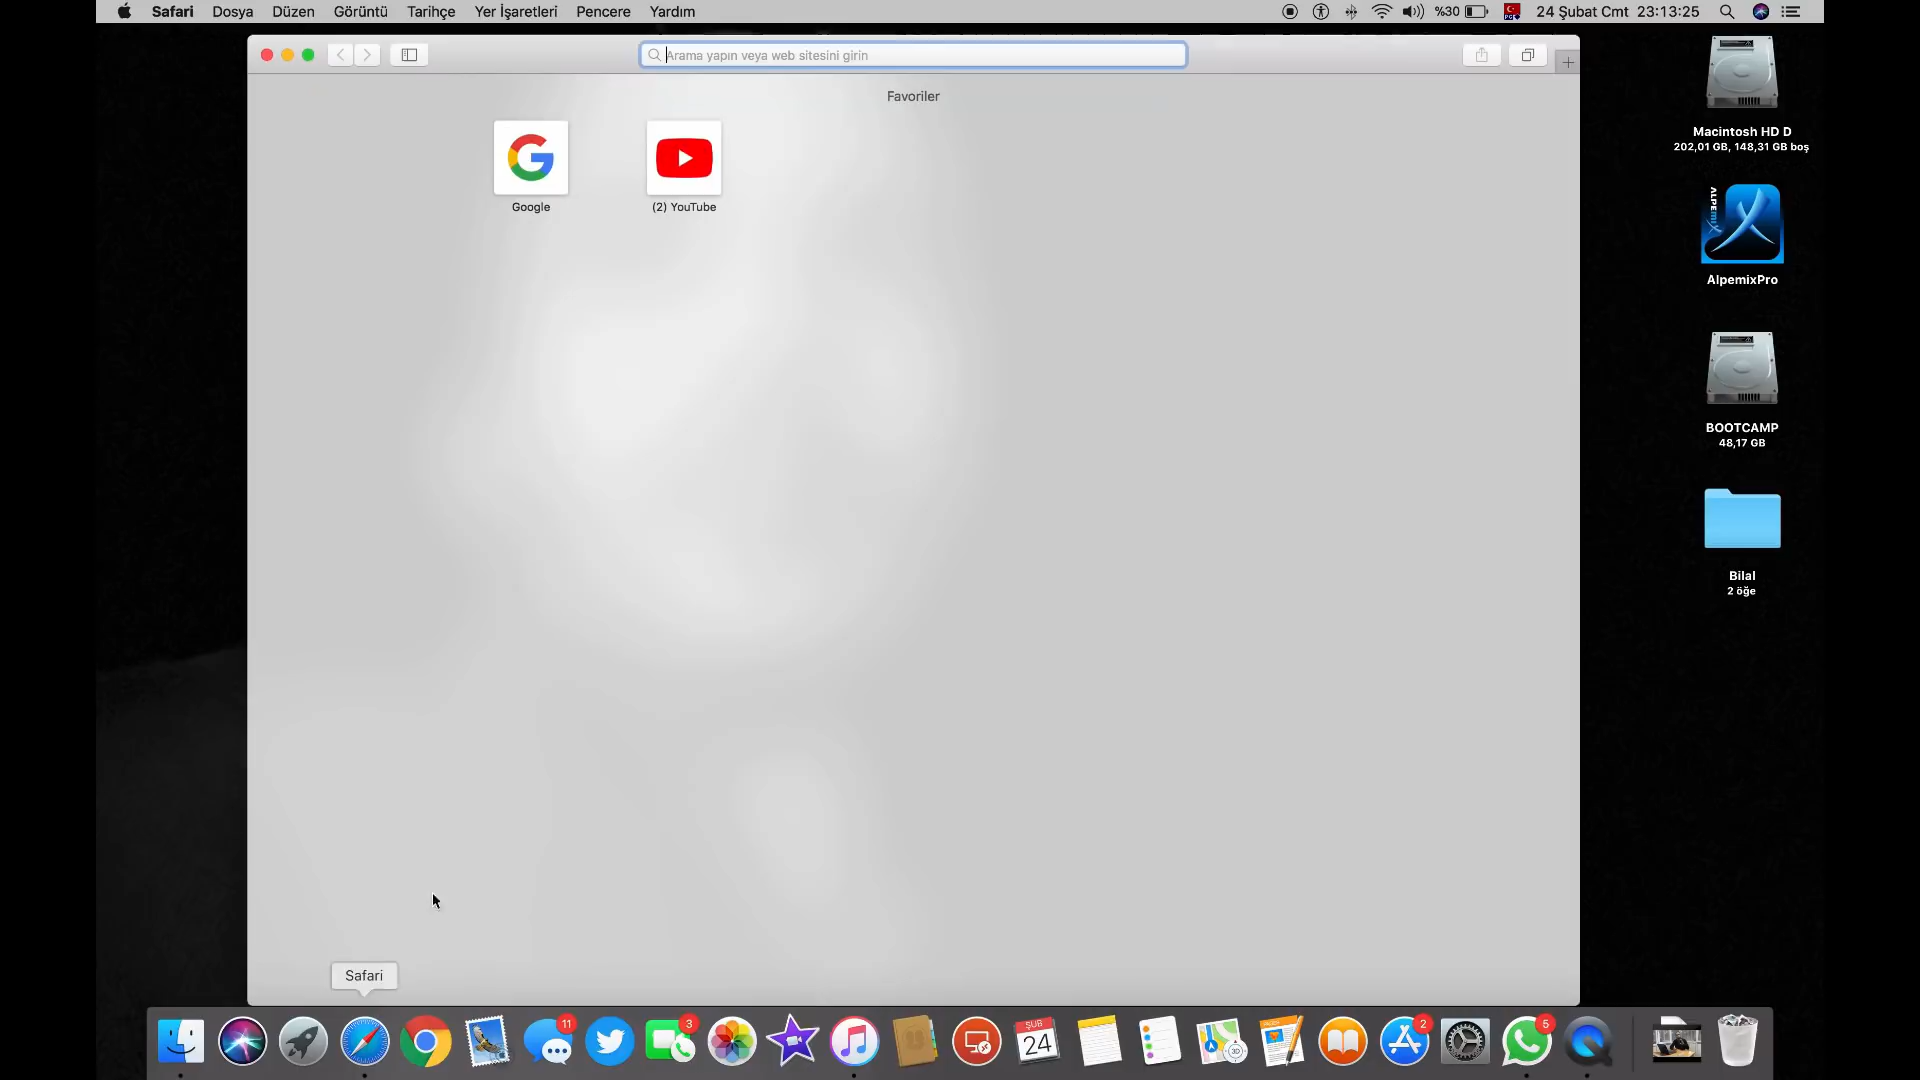 Safari Dosya Düzen Görüntü Tarihçe Yer İşaretleri Pencere Yardım %30 24 Şubat Cmt 23:13:25
Arama yapın veya web sitesini girin
Favoriler
Google
(2) YouTube
Macintosh HD D
202,01 GB, 148,31 GB boş
ALPEMIX
AlpemixPro
BOOTCAMP
48,17 GB
Bilal
2 öğe
Safari
11
3
ŞUB
24
3D
2
5